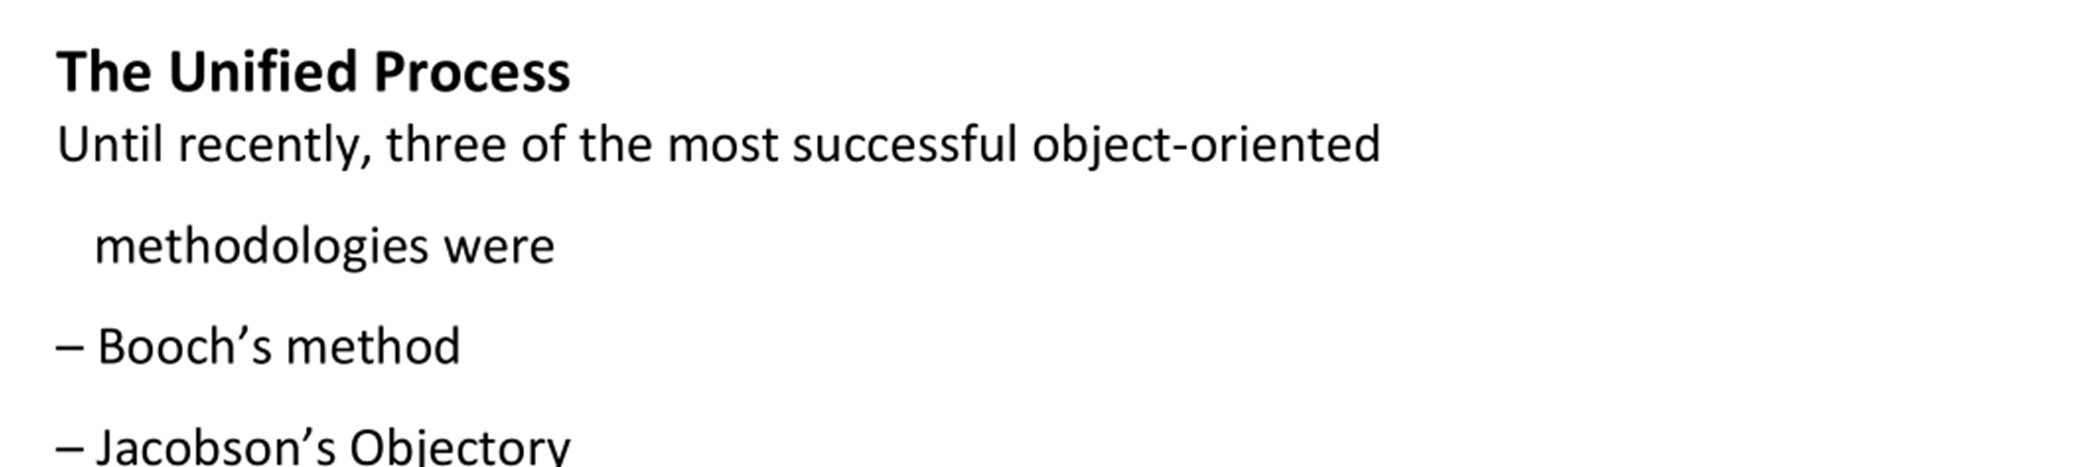 The Unified Process
Until recently, three of the most successful object-oriented
methodologies were
– Booch’s method
– Jacobson’s Objectory